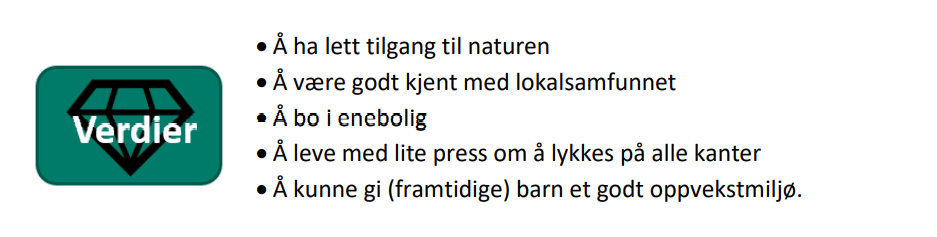 Verdier
• Å ha lett tilgang til naturen
• Å være godt kjent med lokalsamfunnet
• Å bo i enebolig
• Å leve med lite press om å lykkes på alle kanter
• Å kunne gi (framtidige) barn et godt oppvekstmiljø.